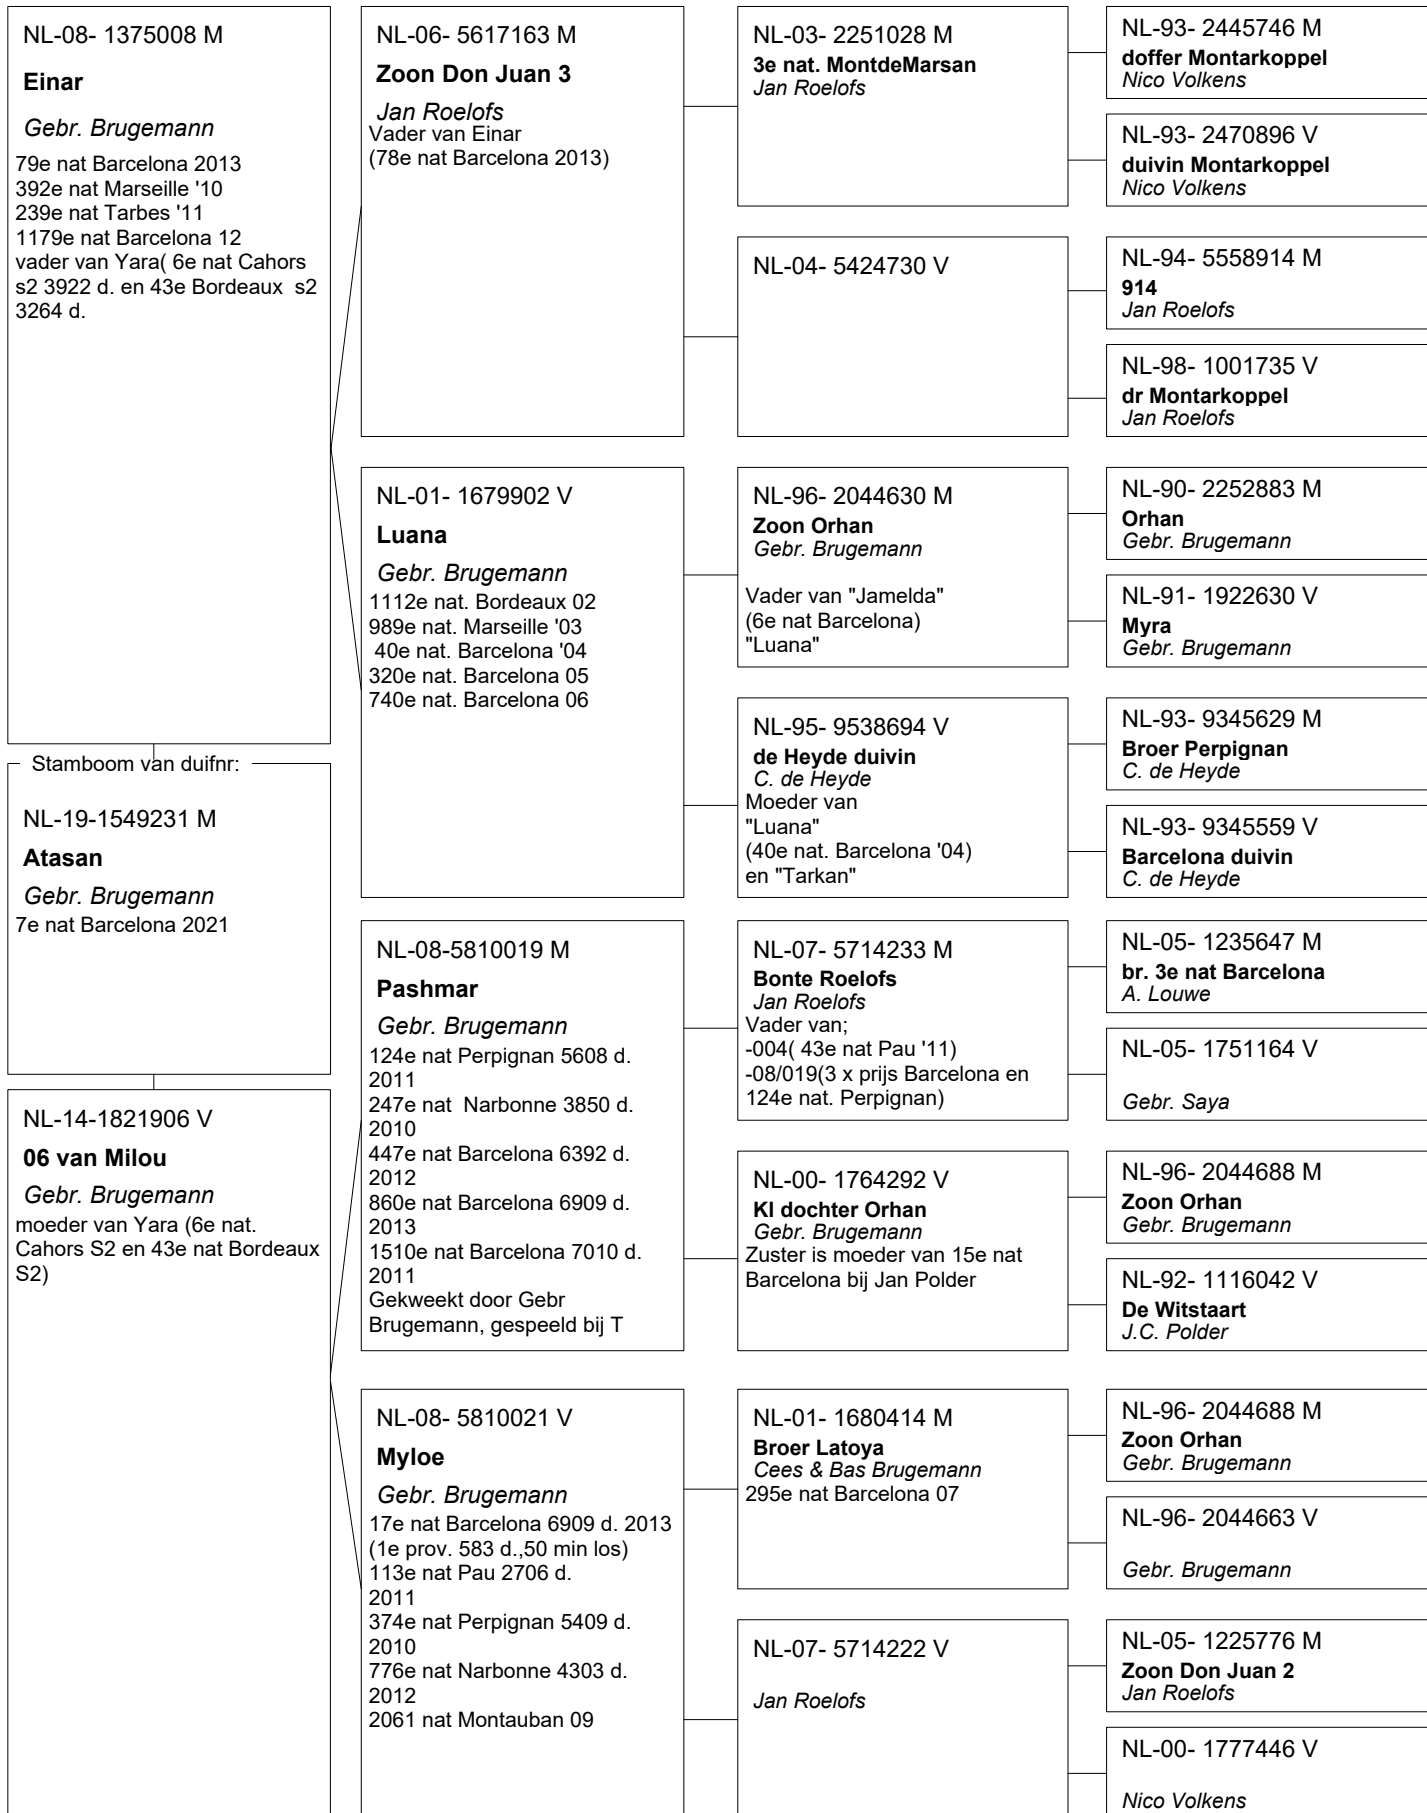 NL-08- 1375008 M
Einar
Gebr. Brugemann
79e nat Barcelona 2013
392e nat Marseille '10
239e nat Tarbes '11
1179e nat Barcelona 12
vader van Yara( 6e nat Cahors
s2 3922 d. en 43e Bordeaux s2
3264 d.
Stamboom van duifnr:
NL-19-1549231 M
Atasan
Gebr. Brugemann
7e nat Barcelona 2021
NL-14-1821906 V
06 van Milou
Gebr. Brugemann
moeder van Yara (6e nat.
Cahors S2 en 43e nat Bordeaux
S2)
NL-06- 5617163 M
Zoon Don Juan 3
Jan Roelofs
Vader van Einar
(78e nat Barcelona 2013)
NL-01- 1679902 V
Luana
Gebr. Brugemann
1112e nat. Bordeaux 02
989e nat. Marseille '03
40e nat. Barcelona '04
320e nat. Barcelona 05
740e nat. Barcelona 06
NL-08-5810019 M
Pashmar
Gebr. Brugemann
124e nat Perpignan 5608 d.
2011
247e nat Narbonne 3850 d.
2010
447e nat Barcelona 6392 d.
2012
860e nat Barcelona 6909 d.
2013
1510e nat Barcelona 7010 d.
2011
Gekweekt door Gebr
Brugemann, gespeeld bij T
NL-08- 5810021 V
Myloe
Gebr. Brugemann
17e nat Barcelona 6909 d. 2013
(1e prov. 583 d.,50 min los)
113e nat Pau 2706 d.
2011
374e nat Perpignan 5409 d.
2010
776e nat Narbonne 4303 d.
2012
2061 nat Montauban 09
NL-03- 2251028 M
3e nat. MontdeMarsan
Jan Roelofs
NL-04- 5424730 V
NL-96- 2044630 M
Zoon Orhan
Gebr. Brugemann
Vader van "Jamelda"
(6e nat Barcelona)
"Luana"
NL-95- 9538694 V
de Heyde duivin
C. de Heyde
Moeder van
"Luana"
(40e nat. Barcelona '04)
en "Tarkan"
NL-07- 5714233 M
Bonte Roelofs
Jan Roelofs
Vader van;
-004( 43e nat Pau '11)
-08/019(3 x prijs Barcelona en
124e nat. Perpignan)
NL-00- 1764292 V
Kl dochter Orhan
Gebr. Brugemann
Zuster is moeder van 15e nat
Barcelona bij Jan Polder
NL-01- 1680414 M
Broer Latoya
Cees & Bas Brugemann
295e nat Barcelona 07
NL-07- 5714222 V
Jan Roelofs
NL-93- 2445746 M
doffer Montarkoppel
Nico Volkens
NL-93- 2470896 V
duivin Montarkoppel
Nico Volkens
NL-94- 5558914 M
914
Jan Roelofs
NL-98- 1001735 V
dr Montarkoppel
Jan Roelofs
NL-90- 2252883 M
Orhan
Gebr. Brugemann
NL-91- 1922630 V
Myra
Gebr. Brugemann
NL-93- 9345629 M
Broer Perpignan
C. de Heyde
NL-93- 9345559 V
Barcelona duivin
C. de Heyde
NL-05- 1235647 M
br. 3e nat Barcelona
A. Louwe
NL-05- 1751164 V
Gebr. Saya
NL-96- 2044688 M
Zoon Orhan
Gebr. Brugemann
NL-92- 1116042 V
De Witstaart
J.C. Polder
NL-96- 2044688 M
Zoon Orhan
Gebr. Brugemann
NL-96- 2044663 V
Gebr. Brugemann
NL-05- 1225776 M
Zoon Don Juan 2
Jan Roelofs
NL-00- 1777446 V
Nico Volkens